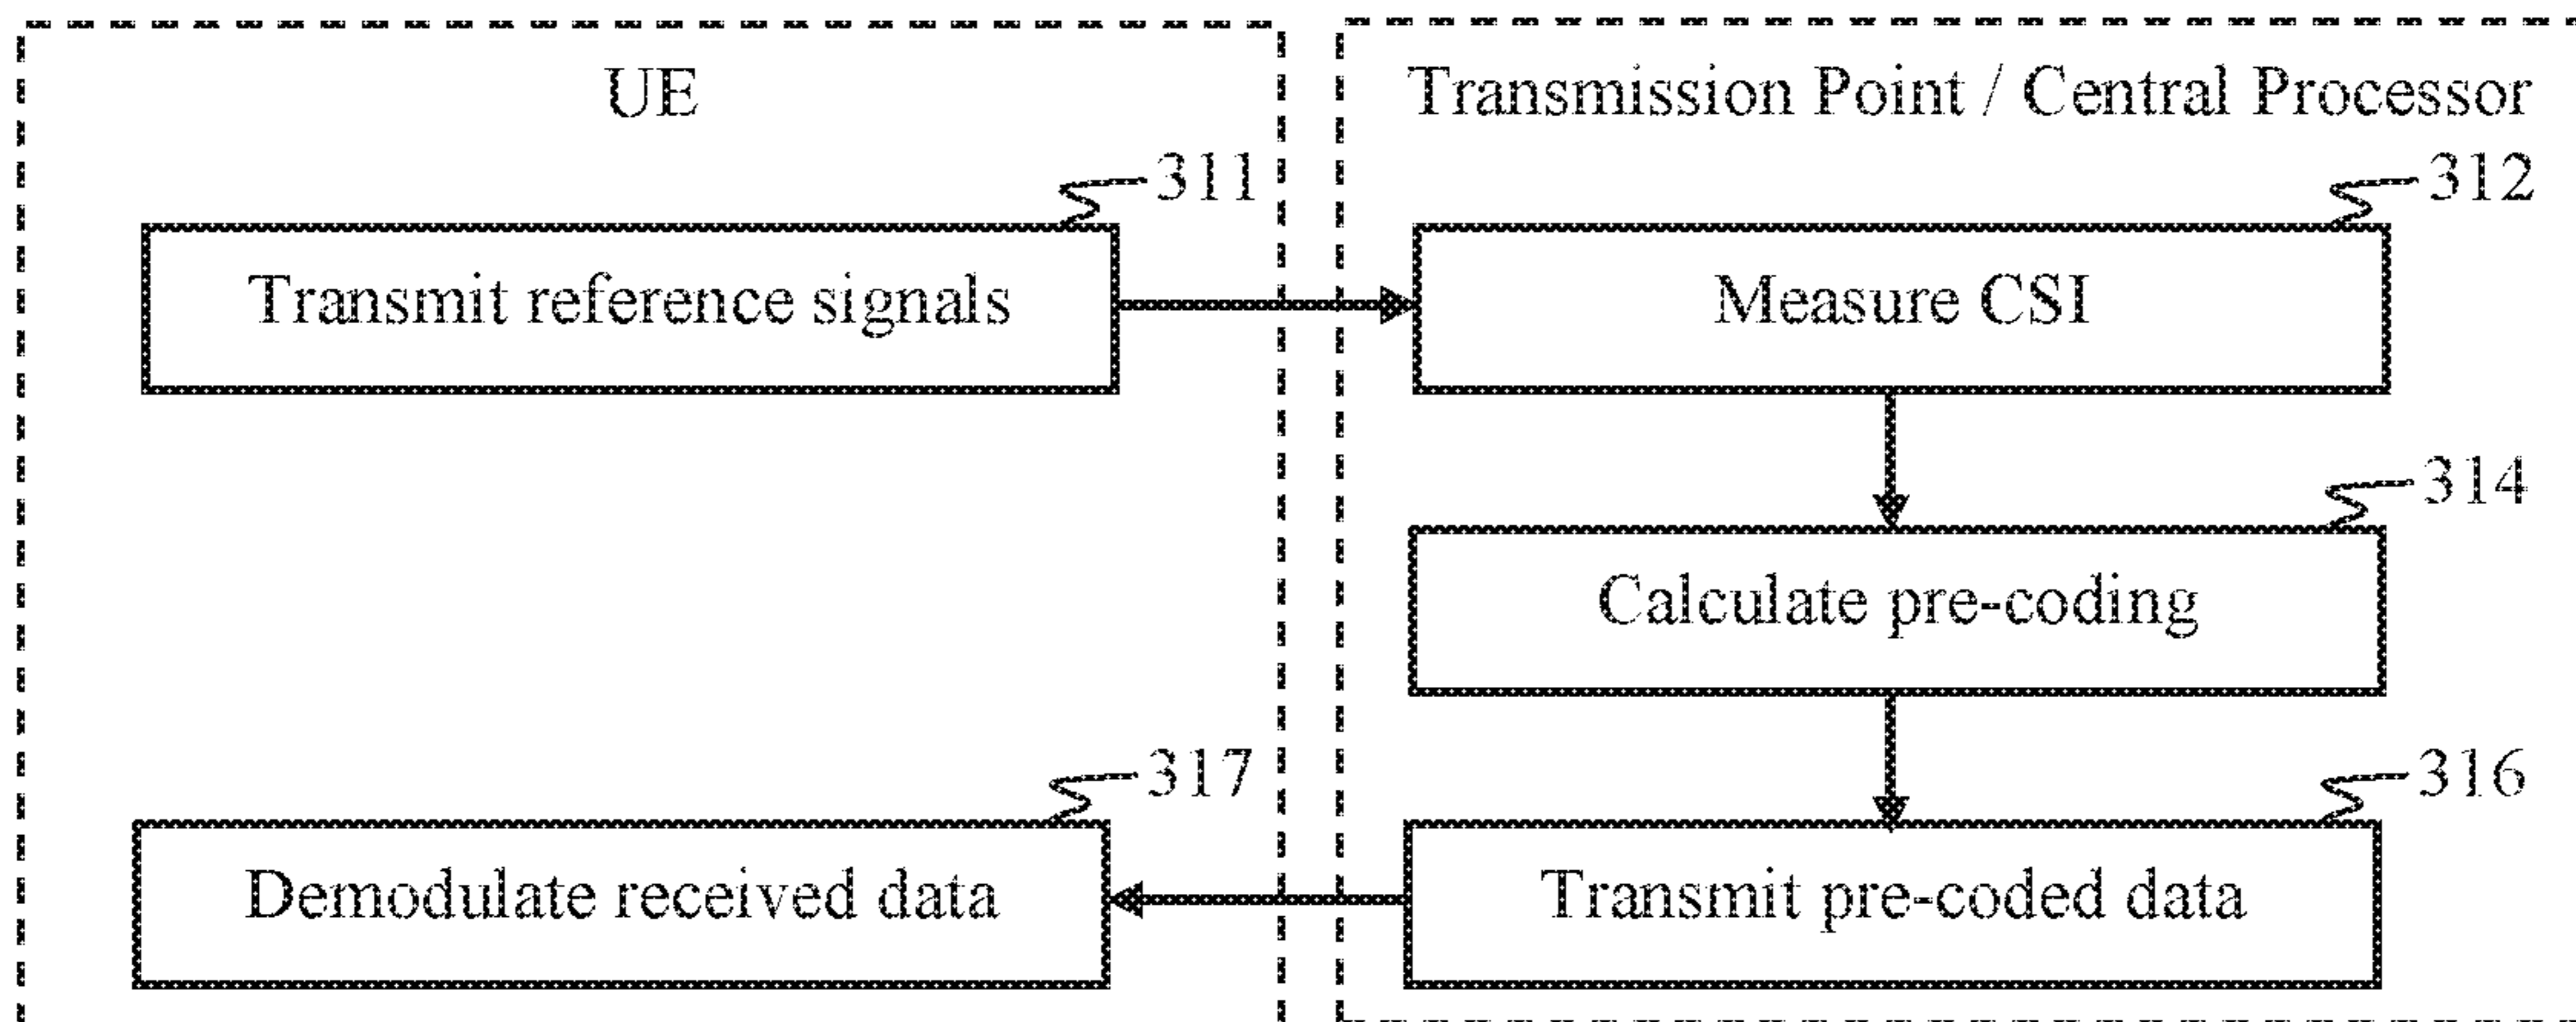 UE
Transmission Point / Central Processor
311
312
Transmit reference signals
Measure CSI
314
Calculate pre-coding
317
316
Demodulate received data
Transmit pre-coded data